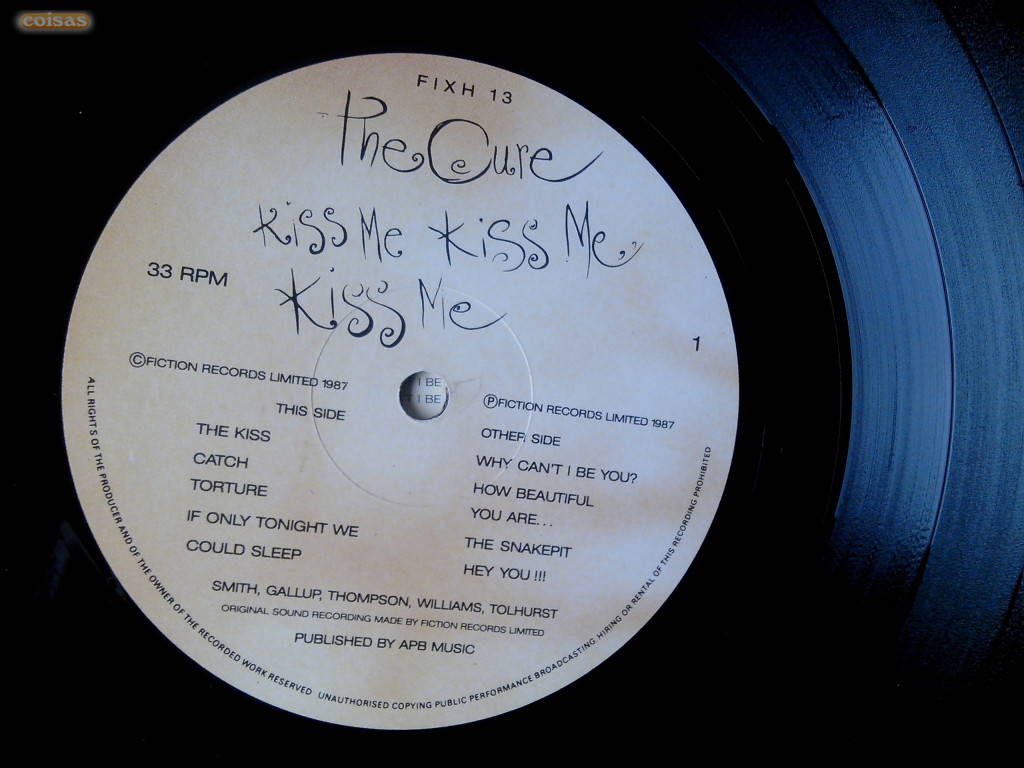 coisas
FIXH 13
The Cure
Kiss Me Kiss Me,
Kiss Me
33 RPM
1
©FICTION RECORDS LIMITED 1987
THIS SIDE
THE KISS
CATCH
TORTURE
IF ONLY TONIGHT WE
COULD SLEEP
I BE
T I BE
ⓅFICTION RECORDS LIMITED 1987
OTHER SIDE
WHY CAN'T I BE YOU?
HOW BEAUTIFUL
YOU ARE...
THE SNAKEPIT
HEY YOU !!!
SMITH, GALLUP, THOMPSON, WILLIAMS, TOLHURST
ORIGINAL SOUND RECORDING MADE BY FICTION RECORDS LIMITED
PUBLISHED BY APB MUSIC
ALL RIGHTS OF THE PRODUCER AND OF THE OWNER OF THE RECORDED WORK RESERVED UNAUTHORISED COPYING PUBLIC PERFORMANCE BROADCASTING HIRING OR RENTAL OF THIS RECORDING PROHIBITED